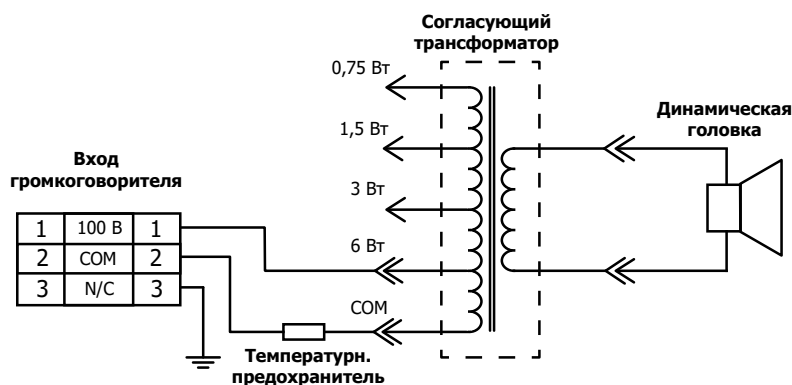 Согласующий
трансформатор
0,75 Вт
1,5 Вт
3 Вт
6 Вт
COM
Динамическая
головка
Вход
громкоговорителя
1 100 В 1
2 COM 2
3 N/C 3
Температурн.
предохранитель